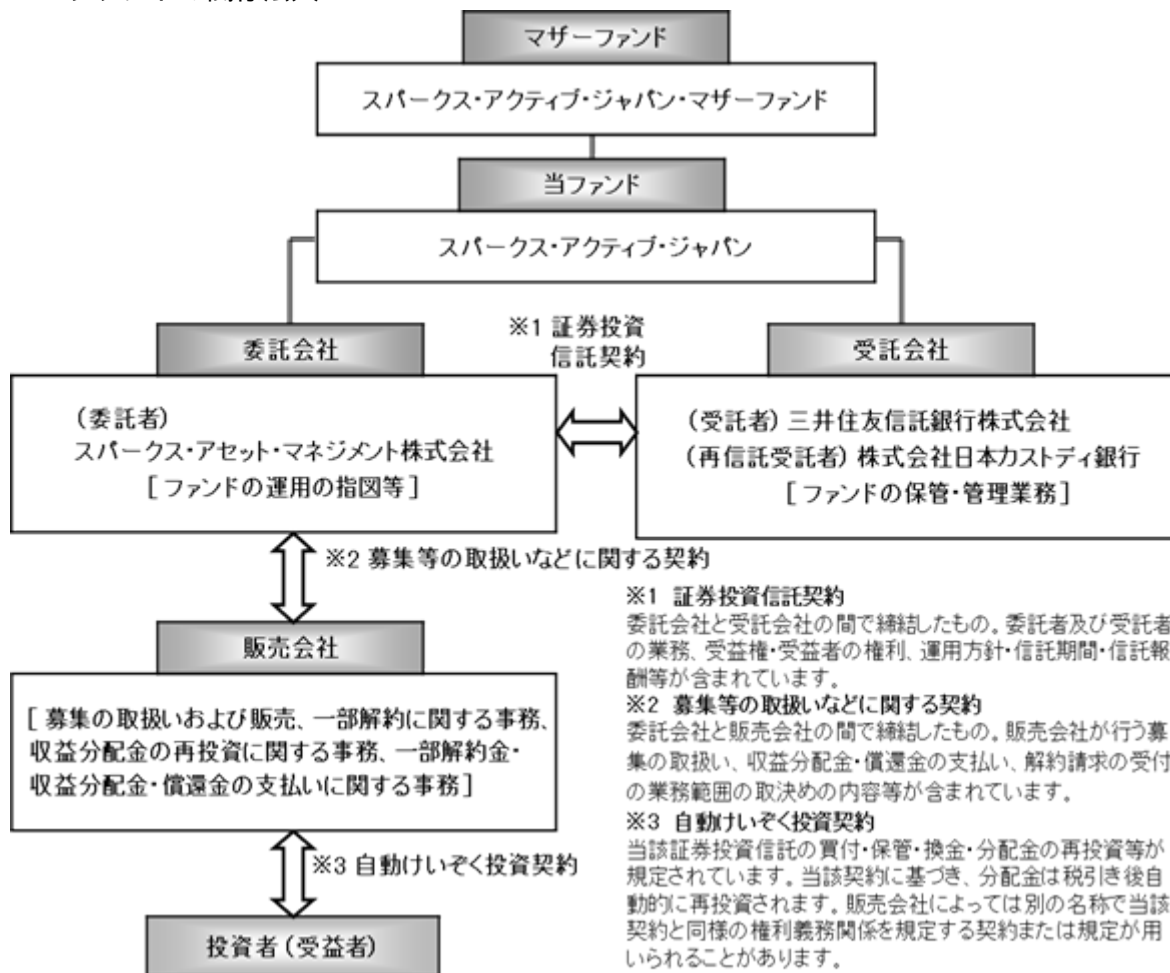 マザーファンド
スパークス・アクティブ・ジャパン・マザーファンド
当ファンド
スパークス・アクティブ・ジャパン
※1 証券投資
信託契約
委託会社
(委託者)
スパークス・アセット・マネジメント株式会社
[ファンドの運用の指図等]
受託会社
(受託者) 三井住友信託銀行株式会社
(再信託受託者) 株式会社日本カストディ銀行
[ファンドの保管・管理業務]
※2 募集等の取扱いなどに関する契約
販売会社
[ 募集の取扱いおよび販売、一部解約に関する事務、
収益分配金の再投資に関する事務、一部解約金・
収益分配金・償還金の支払いに関する事務]
※3 自動けいぞく投資契約
投資者(受益者)
※1 証券投資信託契約
委託会社と受託会社の間で締結したもの。委託者及び受託者
の業務、受益権・受益者の権利、運用方針・信託期間・信託報
酬等が含まれています。
※2 募集等の取扱いなどに関する契約
委託会社と販売会社の間で締結したもの。販売会社が行う募
集の取扱い、収益分配金・償還金の支払い、解約請求の受付
の業務範囲の取決めの内容等が含まれています。
※3 自動けいぞく投資契約
当該証券投資信託の買付・保管・換金・分配金の再投資等が
規定されています。当該契約に基づき、分配金は税引き後自
動的に再投資されます。販売会社によっては別の名称で当該
契約と同様の権利義務関係を規定する契約または規定が用
いられることがあります。